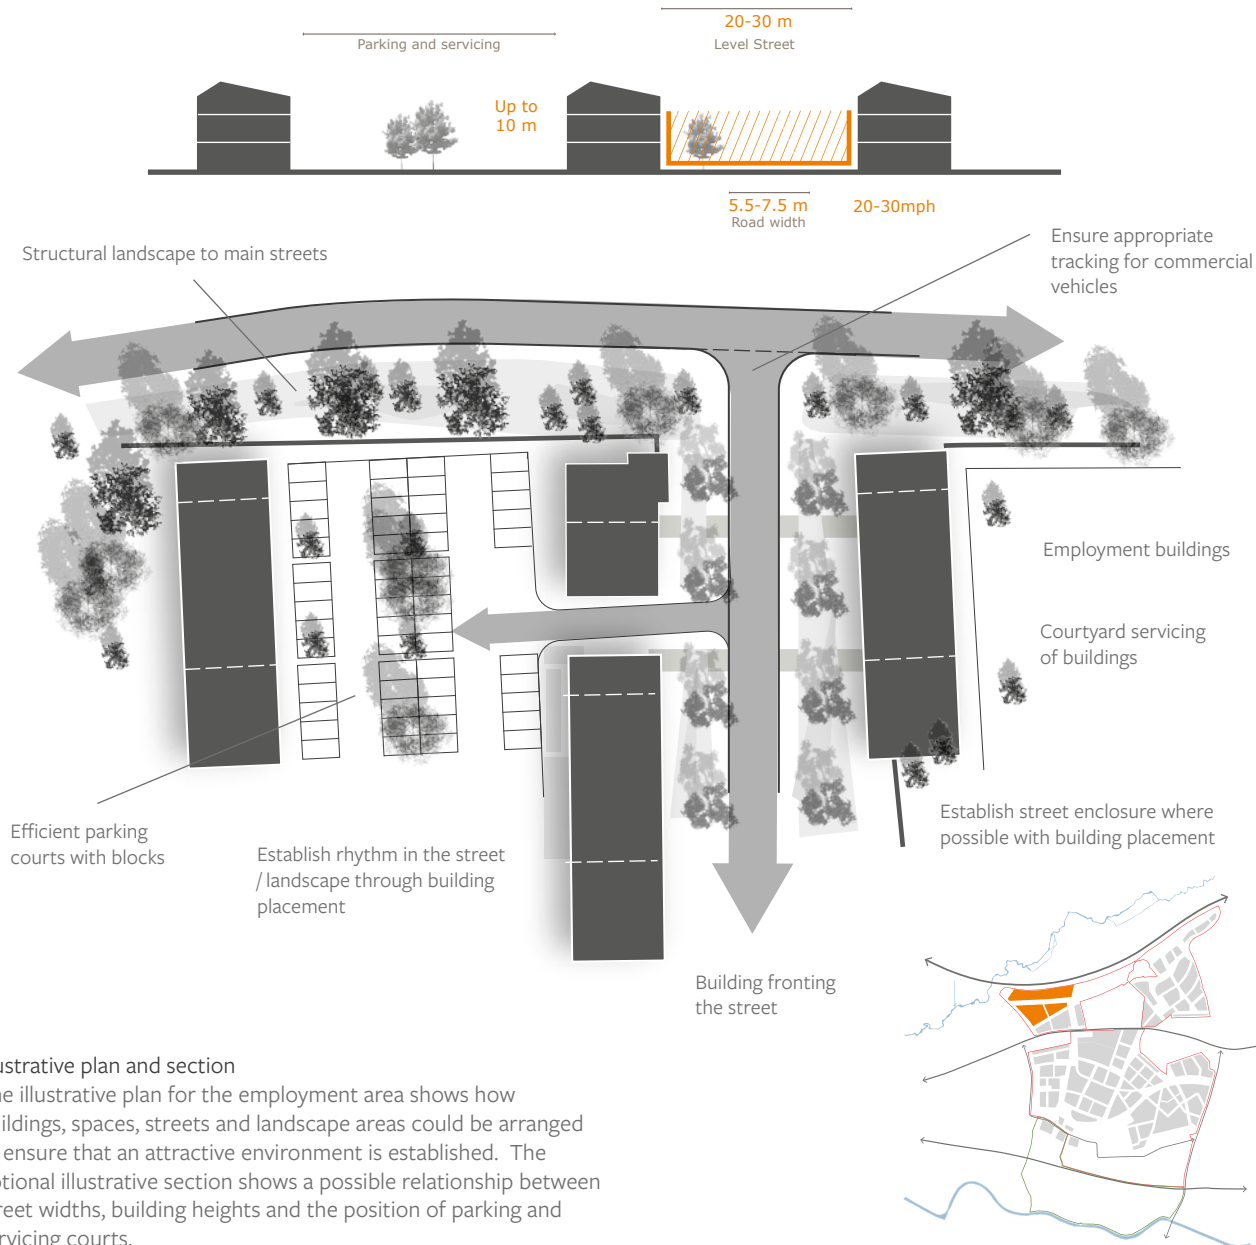 20-30 m
Parking and servicing
Level Street
Up to
10 m
5.5-7.5 m
20-30mph
Road width
Structural landscape to main streets
Ensure appropriate
tracking for commercial
vehicles
Employment buildings
Courtyard servicing
of buildings
Efficient parking
courts with blocks
Establish rhythm in the street
/ landscape through building
placement
Establish street enclosure where
possible with building placement
Building fronting
the street
ustrative plan and section
ne illustrative plan for the employment area shows how
ildings, spaces, streets and landscape areas could be arranged
ensure that an attractive environment is established. The
tional illustrative section shows a possible relationship between
reet widths, building heights and the position of parking and
rvicing courts.